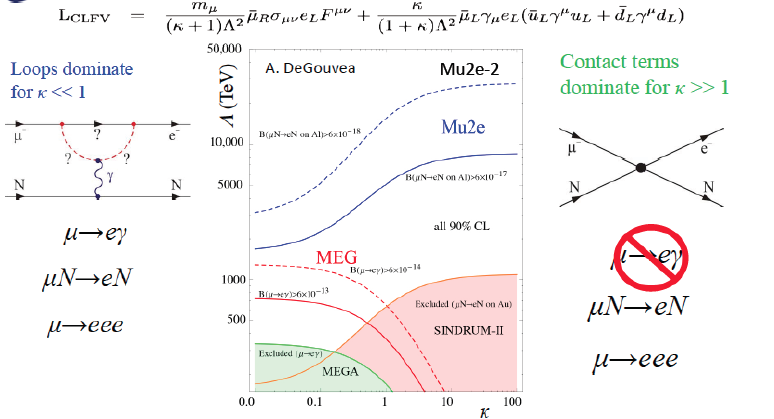 L_CLFV = m_μ/((κ+1)Λ²) μ̄_R σ_μν e_L F^μν + κ/((1+κ)Λ²) μ̄_L γ_μ e_L (ū_L γ^μ u_L + d̄_L γ^μ d_L)
Loops dominate
for κ << 1
μ⁻
?
e⁻
?
?
γ
N
N
μ→eγ
μN→eN
μ→eee
Λ (TeV)
50,000
10,000
5000
1000
500
A. DeGouvea
Mu2e-2
B(μN→eN on Al)>6×10⁻¹⁸
Mu2e
B(μN→eN on Al)>6×10⁻¹⁷
all 90% CL
MEG
B(μ→eγ)>6×10⁻¹⁴
B(μ→eγ)>6×10⁻¹³
Excluded (μN→eN on Au)
SINDRUM-II
Excluded (μ→eγ)
MEGA
0.0
0.1
1
10
100
κ
Contact terms
dominate for κ >> 1
μ⁻
e⁻
N
N
μ→eγ
μN→eN
μ→eee